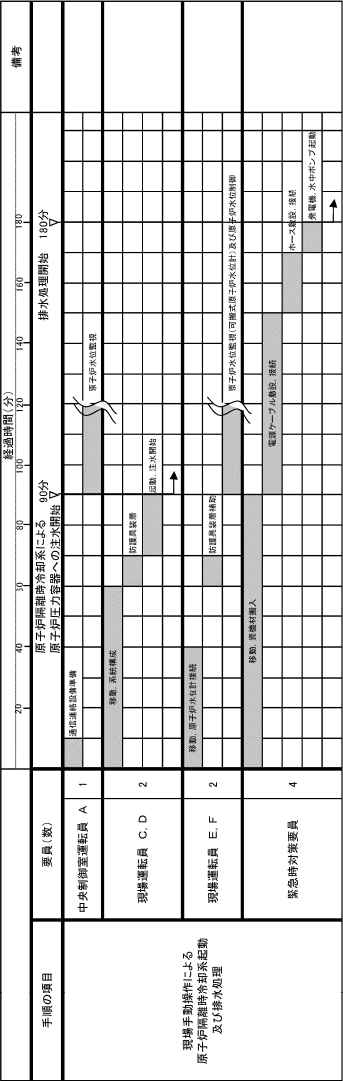 手順の項目
要員(数)
経過時間(分)
備考
20
40
60
80
100
120
140
160
180
原子炉隔離時冷却系による
原子炉圧力容器への注水開始
90分
排水処理開始
180分
現場手動操作による
原子炉隔離時冷却系起動
及び排水処理
中央制御室運転員 A
1
通信連絡設備準備
原子炉水位監視
現場運転員 C, D
2
移動, 系統構成
防護具装着
起動, 注水開始
現場運転員 E, F
2
移動, 原子炉水位計接続
防護具装着補助
原子炉水位監視(可搬式原子炉水位計)及び原子炉水位制御
緊急時対策要員
4
移動, 資機材搬入
電源ケーブル敷設, 接続
ホース敷設, 接続
発電機, 水中ポンプ起動